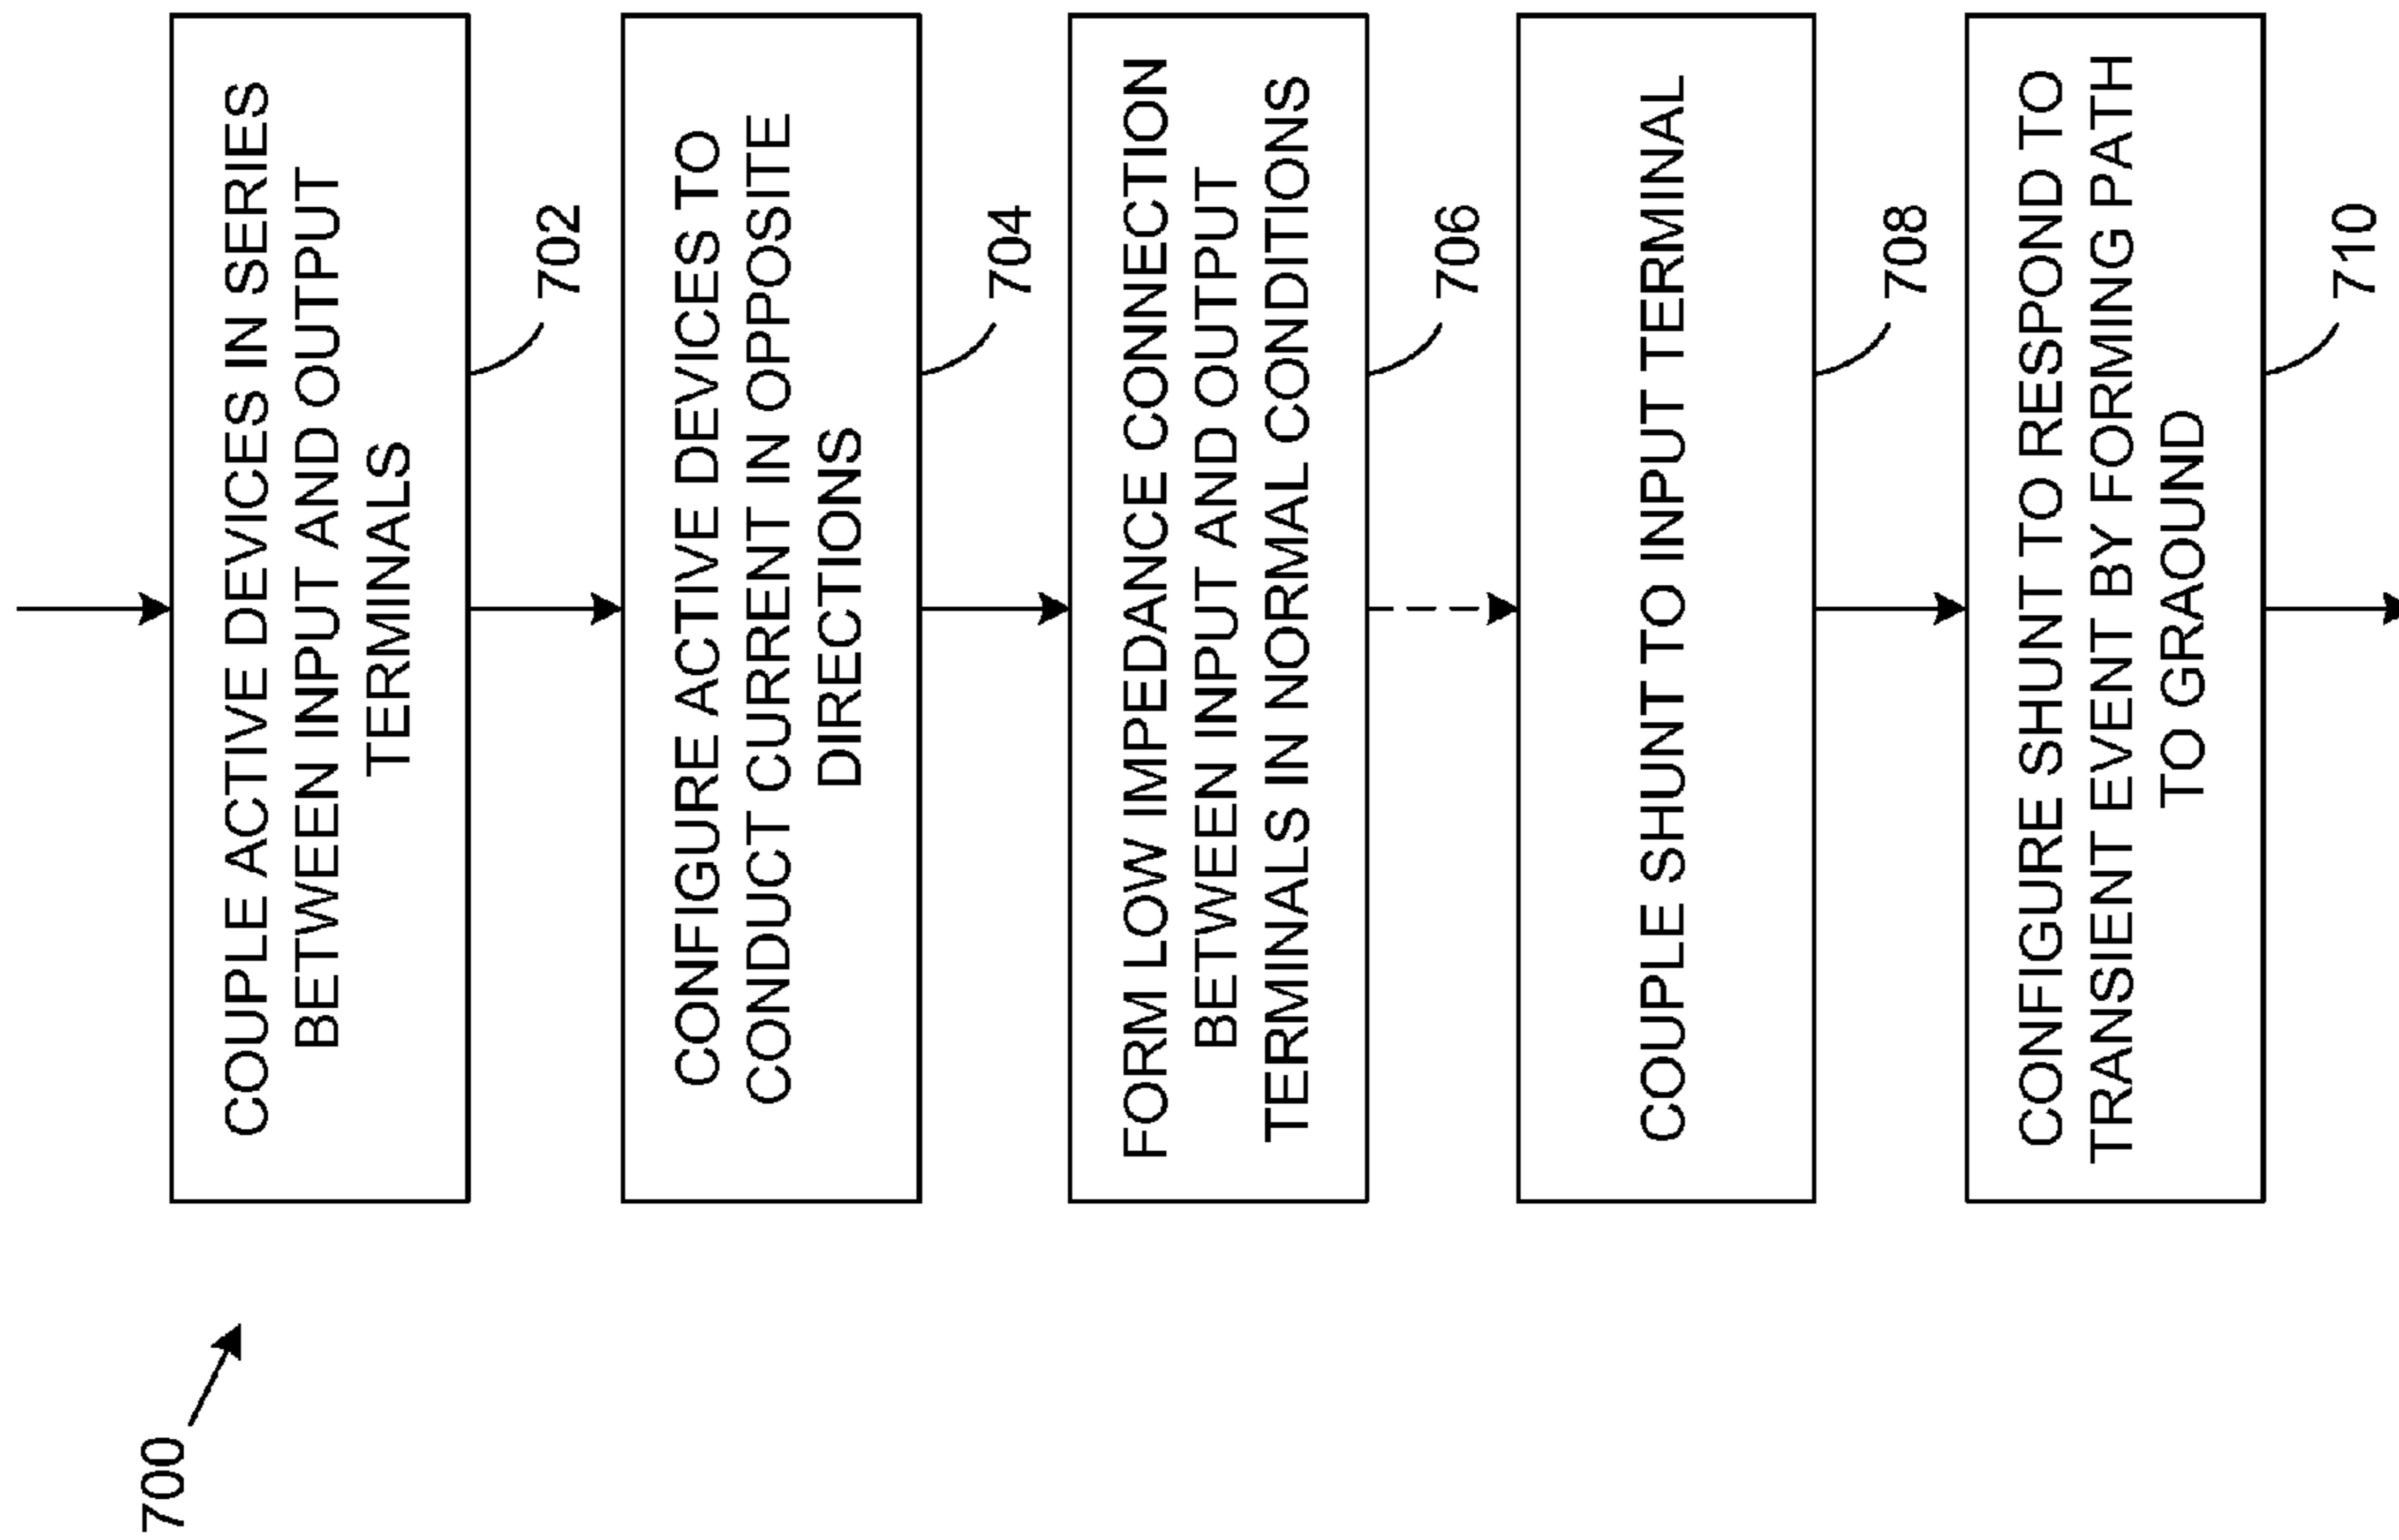 700
COUPLE ACTIVE DEVICES IN SERIES
BETWEEN INPUT AND OUTPUT
TERMINALS
702
CONFIGURE ACTIVE DEVICES TO
CONDUCT CURRENT IN OPPOSITE
DIRECTIONS
704
FORM LOW IMPEDANCE CONNECTION
BETWEEN INPUT AND OUTPUT
TERMINALS IN NORMAL CONDITIONS
706
COUPLE SHUNT TO INPUT TERMINAL
708
CONFIGURE SHUNT TO RESPOND TO
TRANSIENT EVENT BY FORMING PATH
TO GRAOUND
710